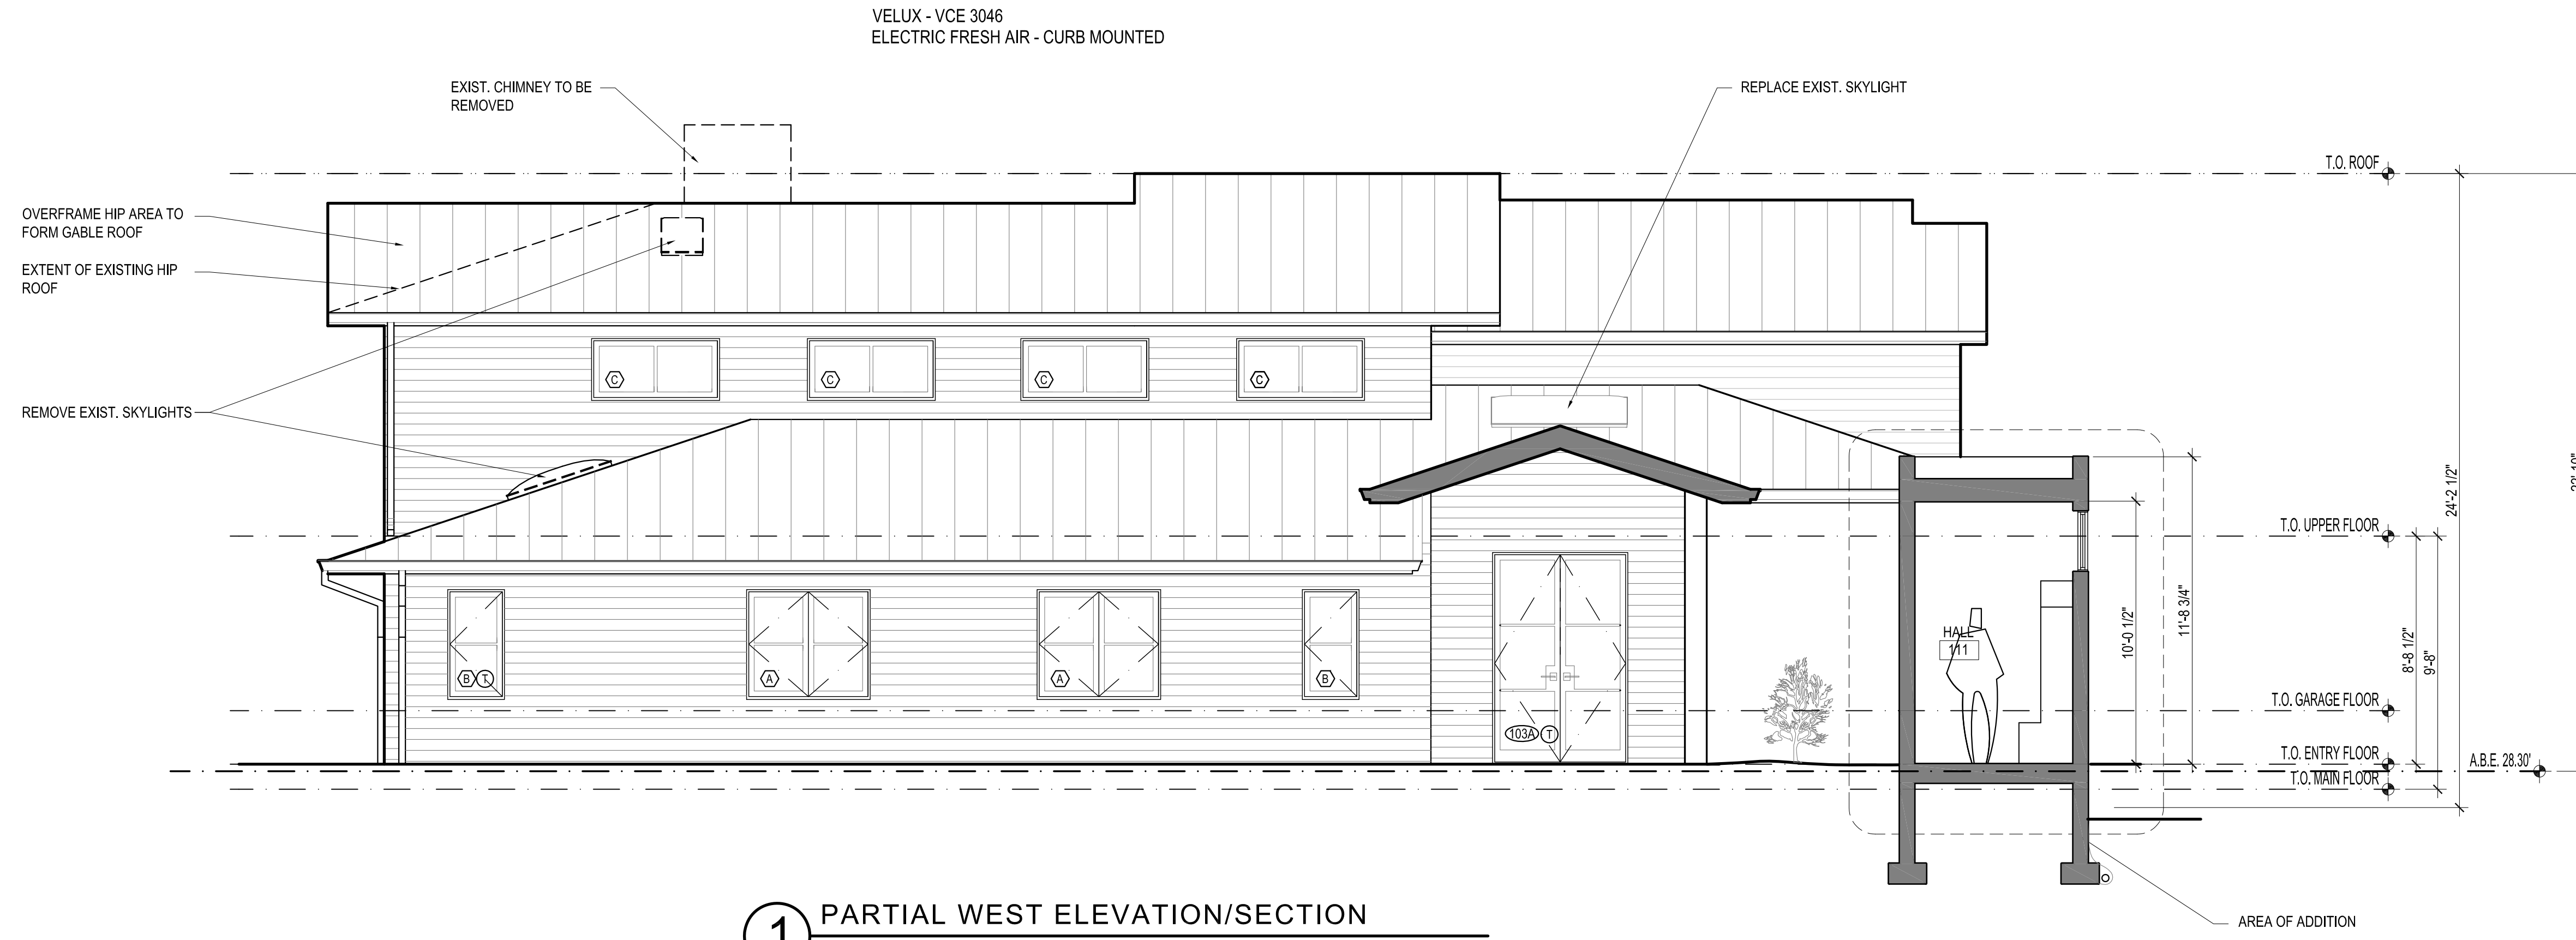 VELUX - VCE 3046
ELECTRIC FRESH AIR - CURB MOUNTED
EXIST. CHIMNEY TO BE
REMOVED
REPLACE EXIST. SKYLIGHT
T.O. ROOF
OVERFRAME HIP AREA TO
FORM GABLE ROOF
EXTENT OF EXISTING HIP
ROOF
REMOVE EXIST. SKYLIGHTS
C
C
C
C
24'-2 1/2"
T.O. UPPER FLOOR
11'-8 3/4"
10'-0 1/2"
8'-8 1/2"
9'-8"
HALL
111
B
T
A
A
B
103A
T
T.O. GARAGE FLOOR
T.O. ENTRY FLOOR
A.B.E. 28.30'
T.O. MAIN FLOOR
1
PARTIAL WEST ELEVATION/SECTION
AREA OF ADDITION